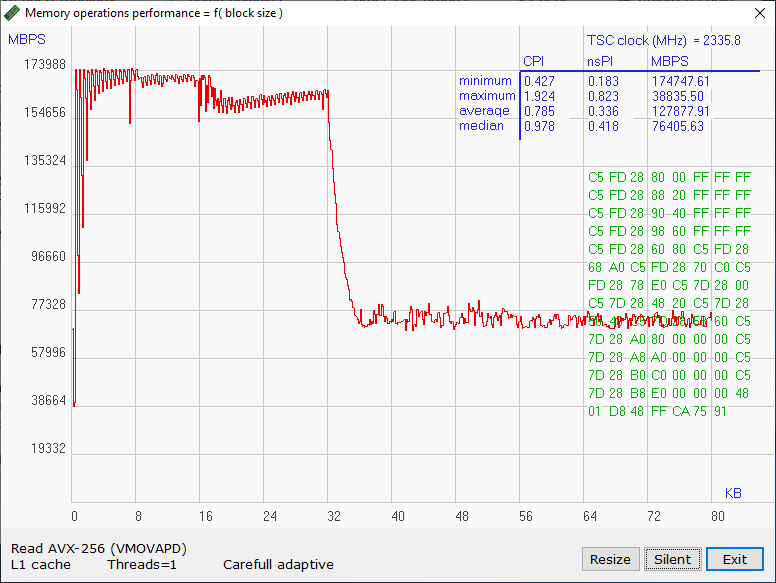 Memory operations performance = f( block size )
MBPS
TSC clock (MHz) = 2335.8
CPI nsPI MBPS
minimum 0.427 0.183 174747.61
maximum 1.924 0.823 38835.50
average 0.785 0.336 127877.91
median 0.978 0.418 76405.63
173988
154656
135324
115992
96660
77328
57996
38664
19332
C5 FD 28 80 00 FF FF FF
C5 FD 28 88 20 FF FF FF
C5 FD 28 90 40 FF FF FF
C5 FD 28 98 60 FF FF FF
C5 FD 28 60 80 C5 FD 28
68 A0 C5 FD 28 70 C0 C5
FD 28 78 E0 C5 7D 28 00
C5 7D 28 48 20 C5 7D 28
60 C5
7D 28 A0 80 00 00 00 C5
7D 28 A8 A0 00 00 00 C5
7D 28 B0 C0 00 00 00 C5
7D 28 B8 E0 00 00 00 48
01 D8 48 FF CA 75 91
KB
0 8 16 24 32 40 48 56 64 72 80
Read AVX-256 (VMOVAPD)
L1 cache Threads=1 Carefull adaptive
Resize Silent Exit